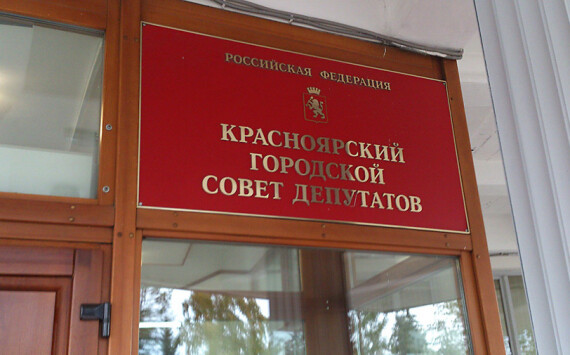 РОССИЙСКАЯ ФЕДЕРАЦИЯ
КРАСНОЯРСКИЙ
ГОРОДСКОЙ
СОВЕТ ДЕПУТАТОВ